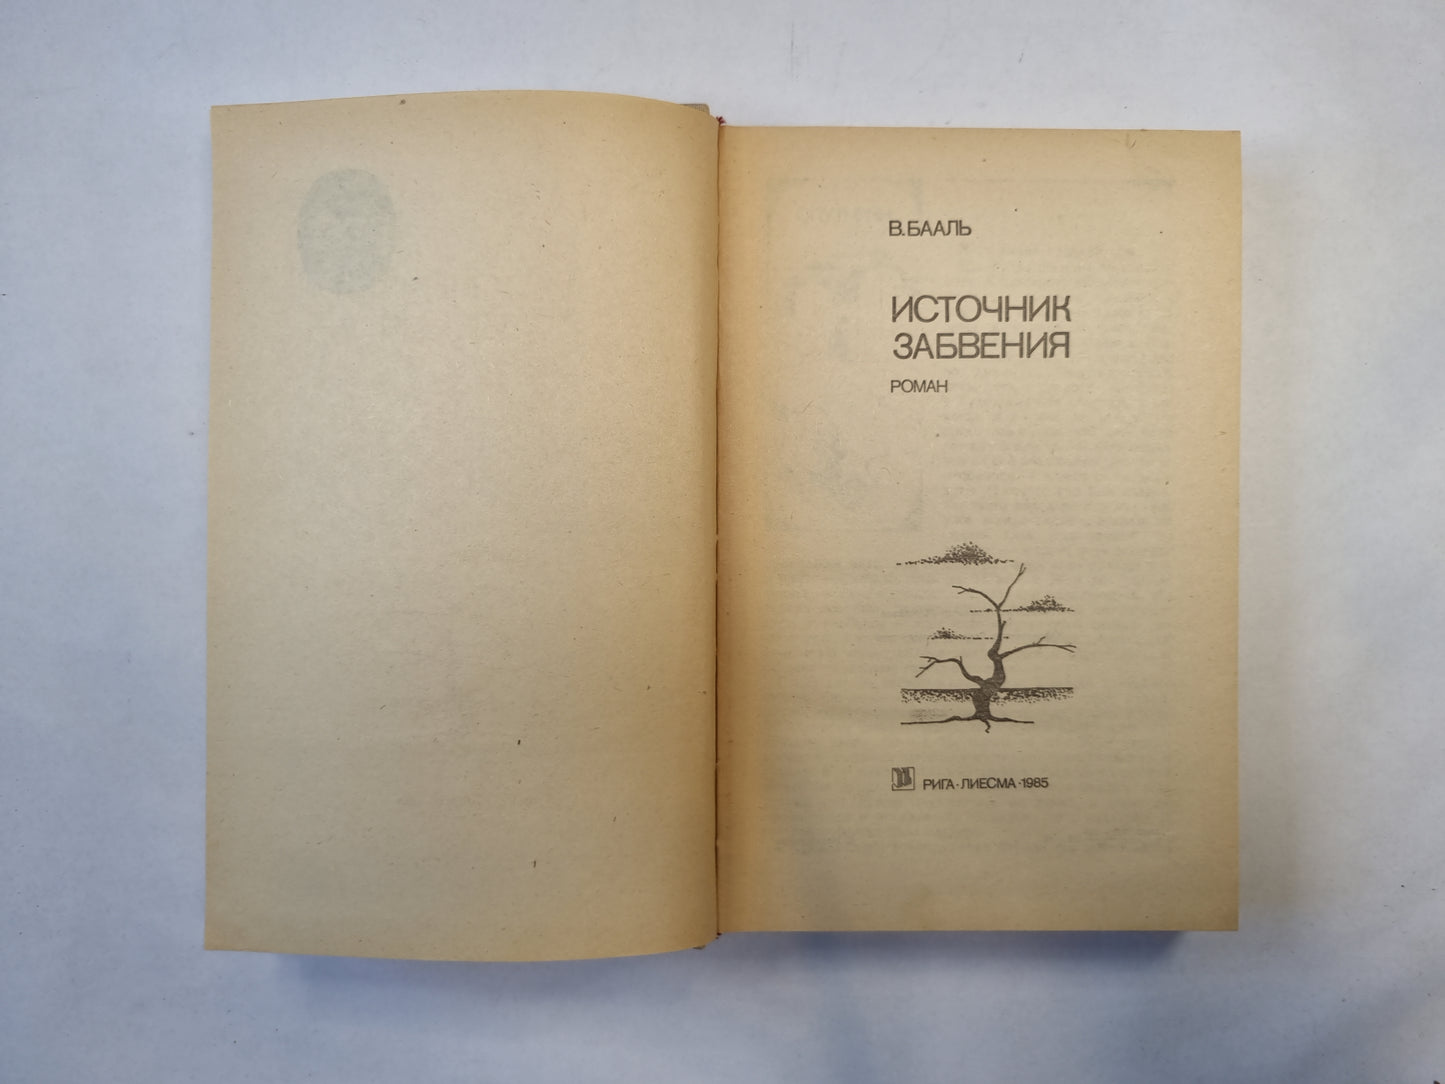 В.БААЛЬ
ИСТОЧНИК
ЗАБВЕНИЯ
РОМАН
РИГА · ЛИЕСМА · 1985